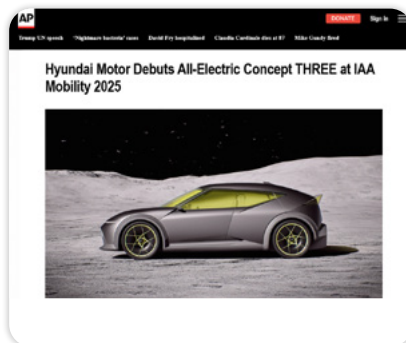 AP
DONATE Sign in
Trump UN speech 'Nightmare bacteria' cases David Fry hospitalized Claudia Cardinale dies at 87 Mike Gundy fired
Hyundai Motor Debuts All-Electric Concept THREE at IAA
Mobility 2025